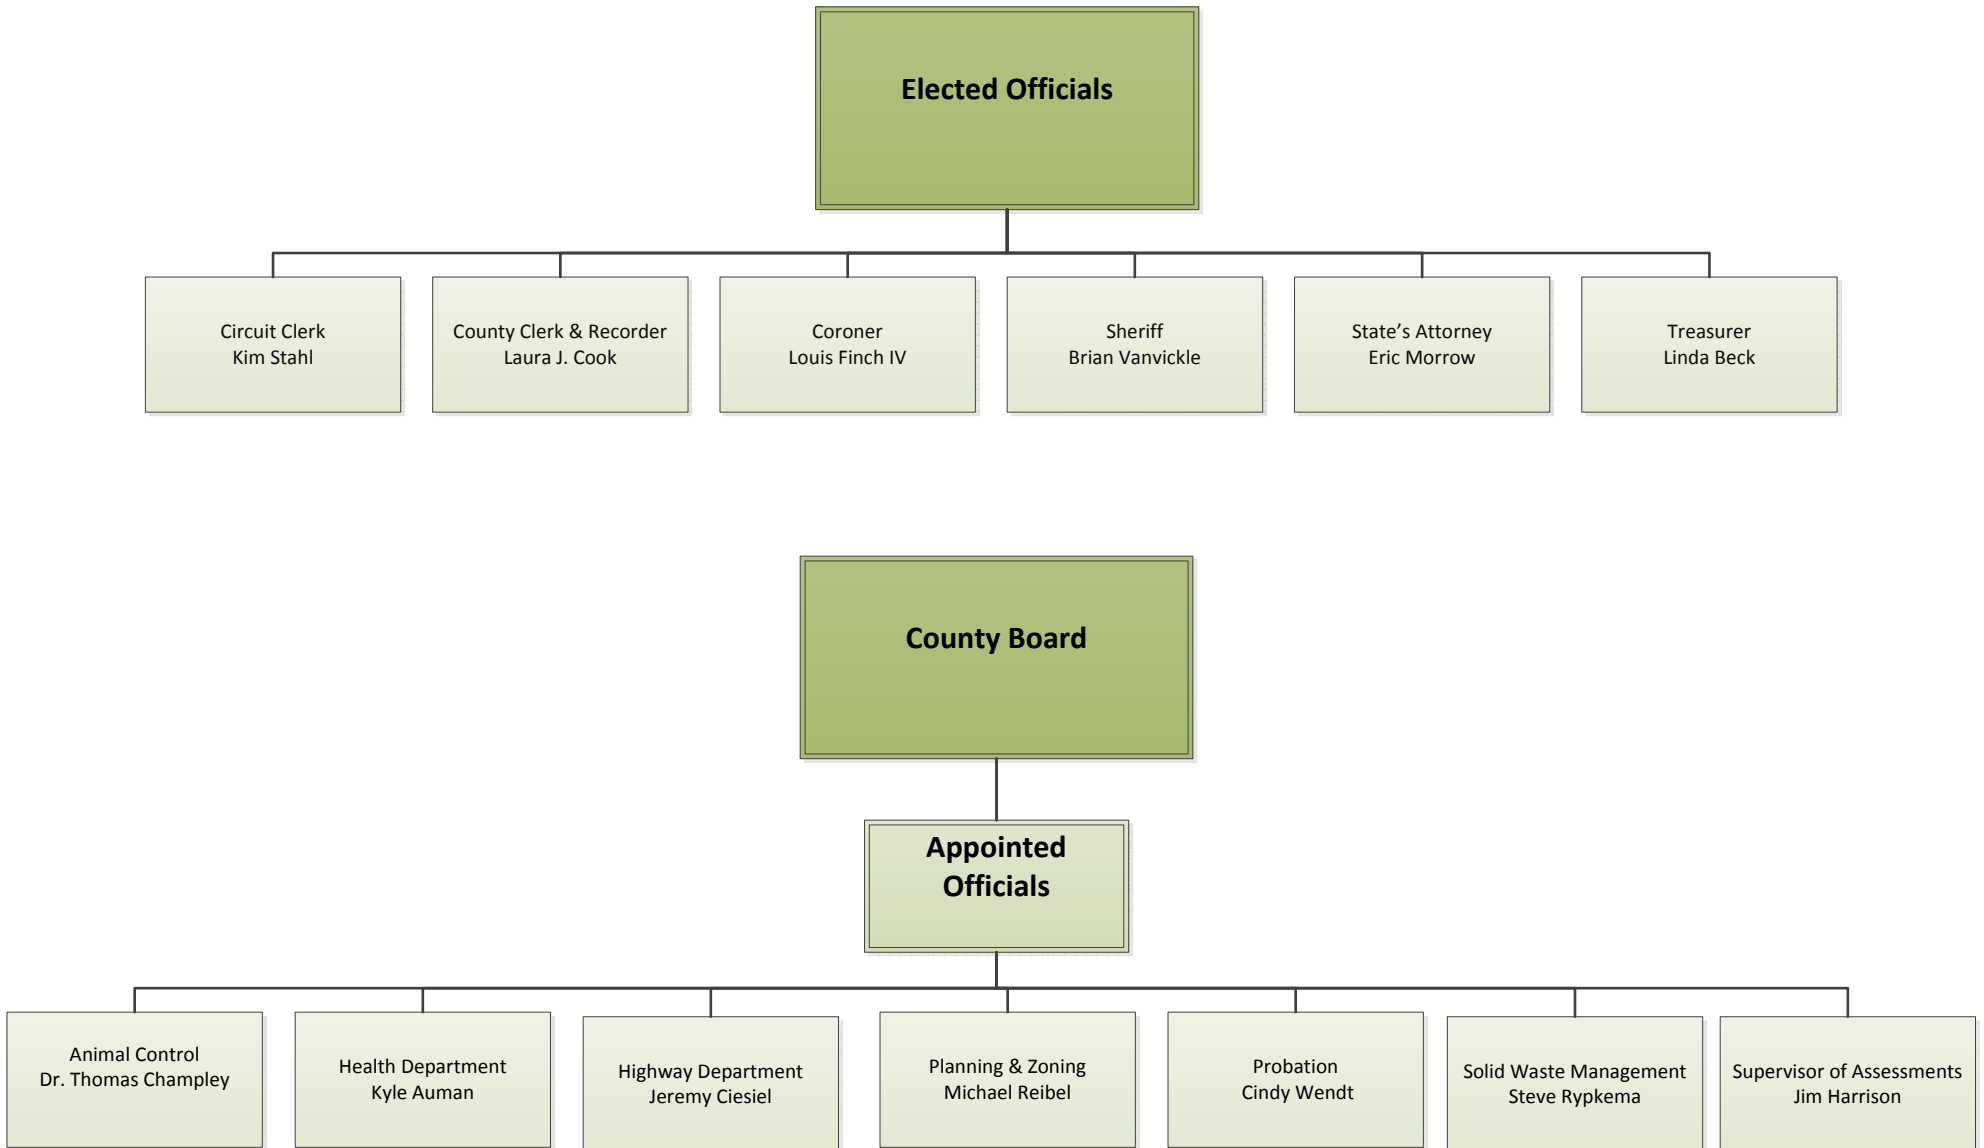 Elected Officials
Circuit Clerk
Kim Stahl
County Clerk & Recorder
Laura J. Cook
Coroner
Louis Finch IV
Sheriff
Brian Vanvickle
State’s Attorney
Eric Morrow
Treasurer
Linda Beck
County Board
Appointed
Officials
Animal Control
Dr. Thomas Champley
Health Department
Kyle Auman
Highway Department
Jeremy Ciesiel
Planning & Zoning
Michael Reibel
Probation
Cindy Wendt
Solid Waste Management
Steve Rypkema
Supervisor of Assessments
Jim Harrison